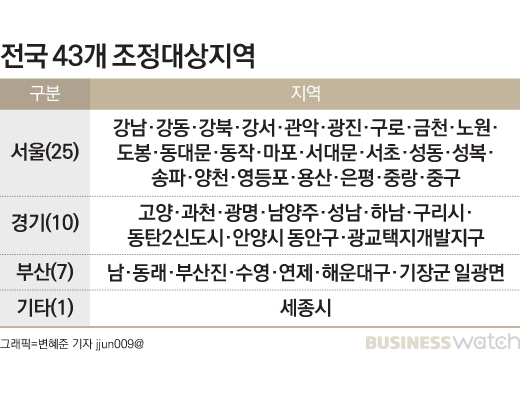 전국 43개 조정대상지역
구분 지역
서울(25) 강남·강동·강북·강서·관악·광진·구로·금천·노원·
도봉·동대문·동작·마포·서대문·서초·성동·성복·
송파·양천·영등포·용산·은평·중랑·중구
경기(10) 고양·과천·광명·남양주·성남·하남·구리시·
동탄2신도시·안양시 동안구·광교택지개발지구
부산(7) 남·동래·부산진·수영·연제·해운대구·기장군 일광면
기타(1) 세종시
그래픽=변혜준 기자 jjun009@ BUSINESS watch